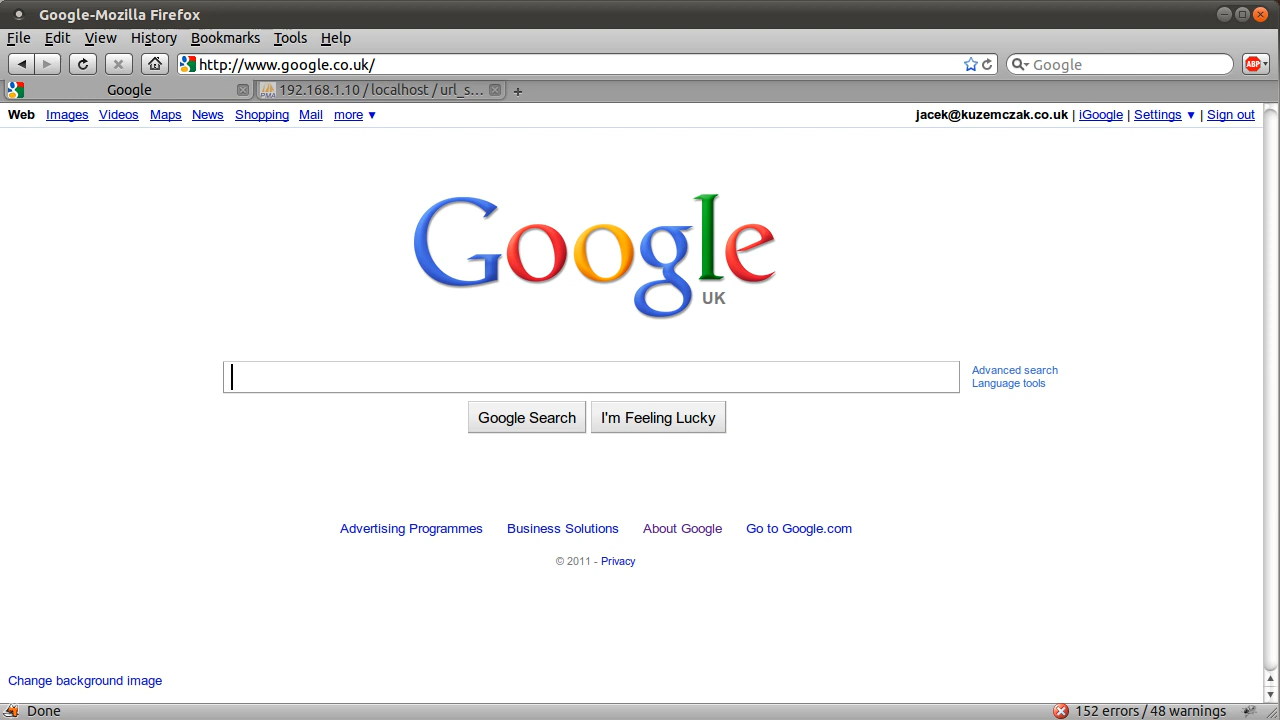 Google-Mozilla Firefox
File Edit View History Bookmarks Tools Help
http://www.google.co.uk/ Google ABP
Google 192.168.1.10 / localhost / url_s... +
Web Images Videos Maps News Shopping Mail more ▼ jacek@kuzemczak.co.uk | iGoogle | Settings ▼ | Sign out
Google
UK
Advanced search
Language tools
Google Search I'm Feeling Lucky
Advertising Programmes Business Solutions About Google Go to Google.com
© 2011 - Privacy
Change background image
Done 152 errors / 48 warnings